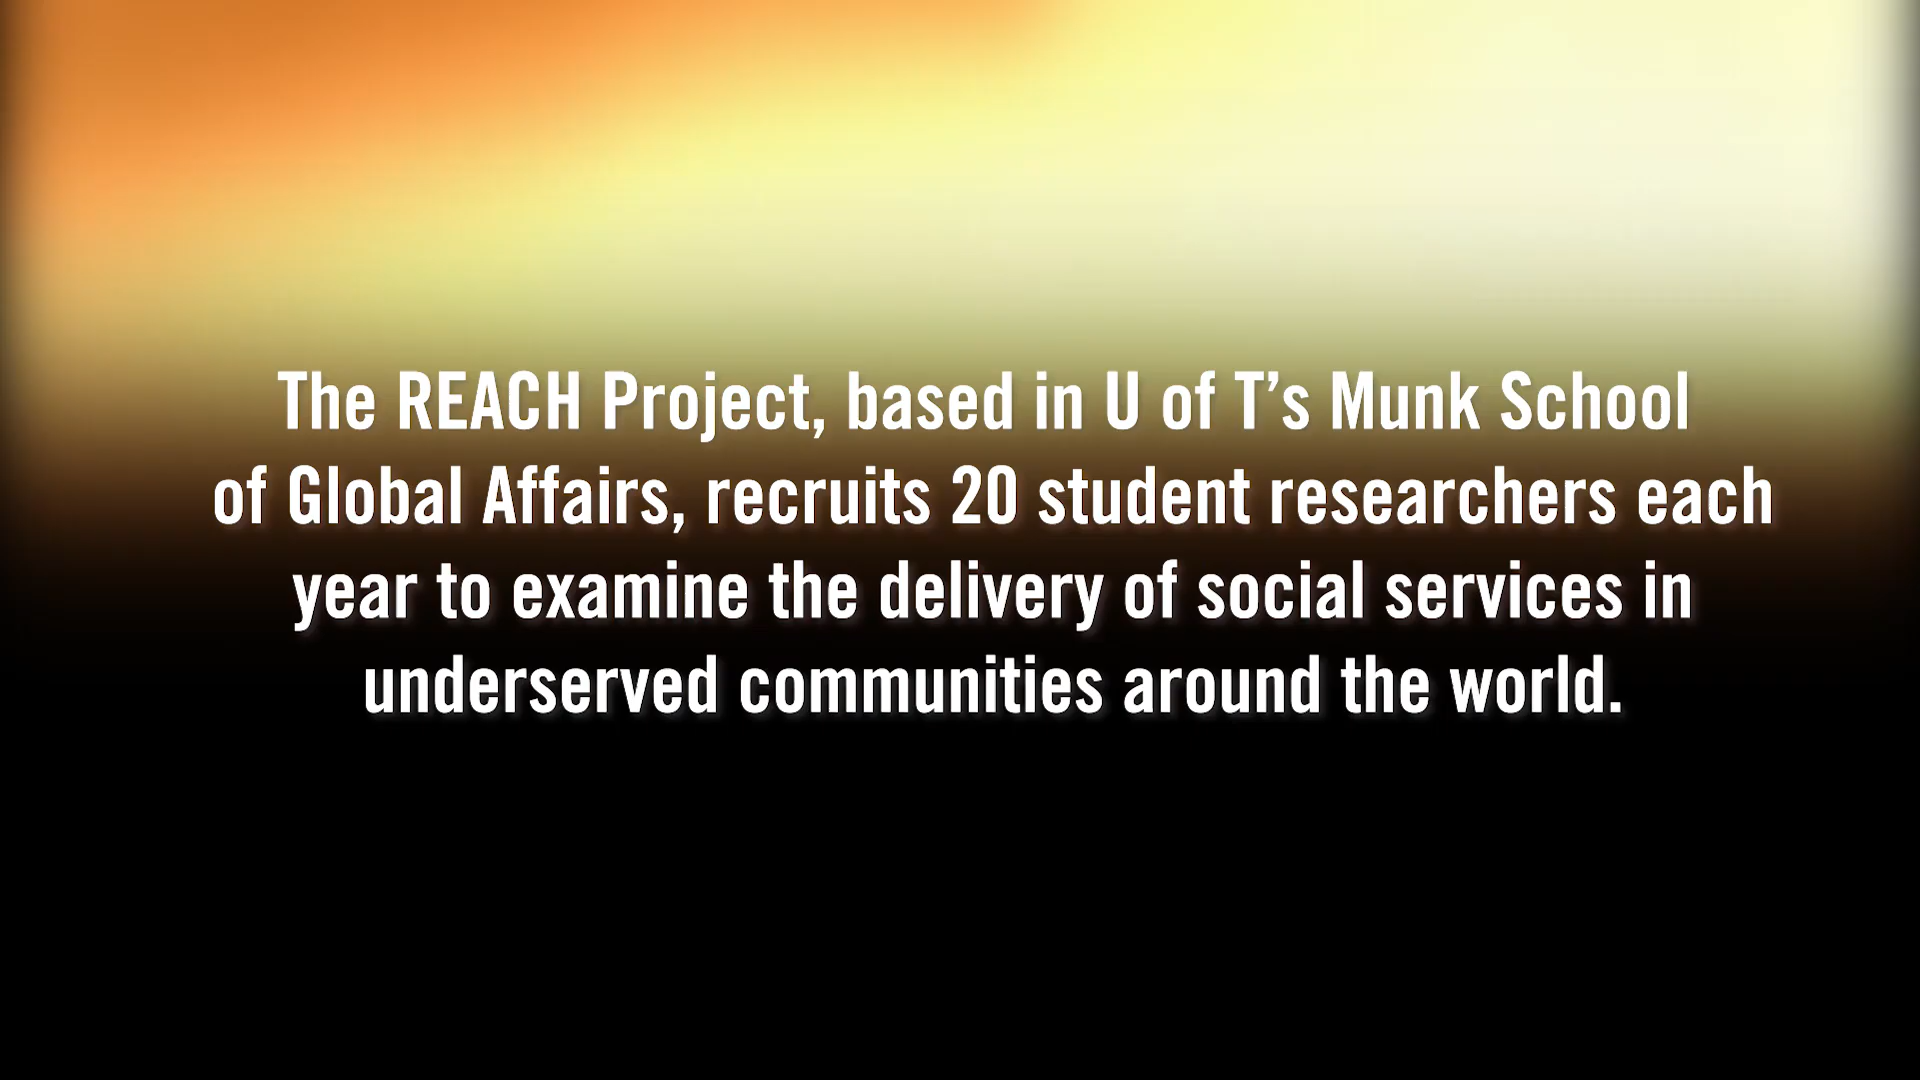 The REACH Project, based in U of T’s Munk School
of Global Affairs, recruits 20 student researchers each
year to examine the delivery of social services in
underserved communities around the world.